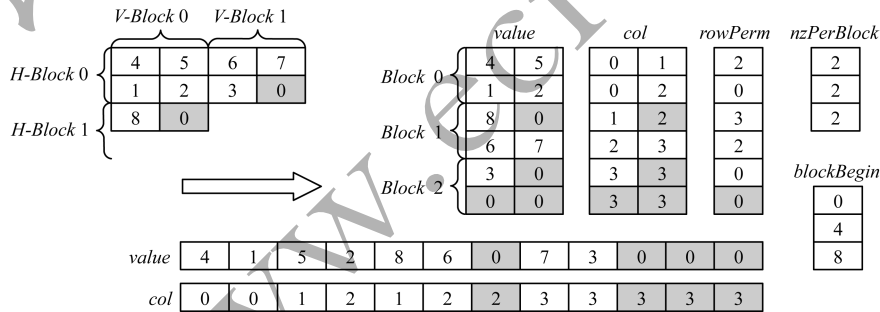 V-Block 0 V-Block 1
H-Block 0
4 5 6 7
1 2 3 0
H-Block 1
8 0
value col rowPerm nzPerBlock
Block 0
4 5 0 1 2 2
1 2 0 2 0 2
Block 1
8 0 1 2 3 2
6 7 2 3 2
Block 2
3 0 3 3 0
0 0 3 3 0
blockBegin
0
4
8
value 4 1 5 2 8 6 0 7 3 0 0 0
col 0 0 1 2 1 2 2 3 3 3 3 3